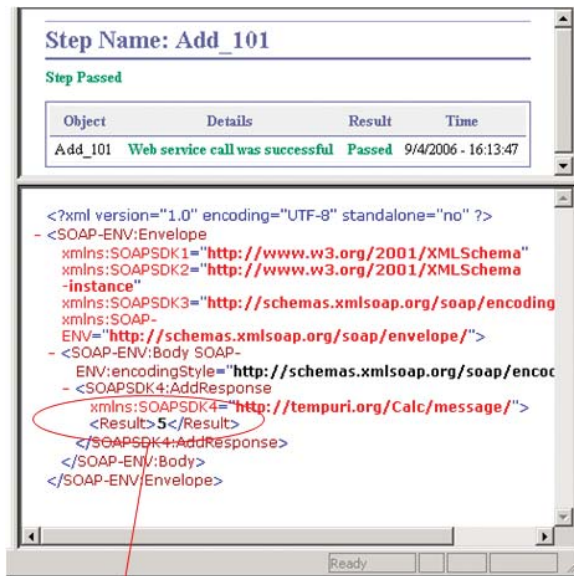 Step Name: Add_101
Step Passed
Object Details Result Time
Add_101 Web service call was successful Passed 9/4/2006 - 16:13:47
<?xml version="1.0" encoding="UTF-8" standalone="no" ?>
- <SOAP-ENV:Envelope
xmlns:SOAPSDK1="http://www.w3.org/2001/XMLSchema"
xmlns:SOAPSDK2="http://www.w3.org/2001/XMLSchema
-instance"
xmlns:SOAPSDK3="http://schemas.xmlsoap.org/soap/encoding
xmlns:SOAP-
ENV="http://schemas.xmlsoap.org/soap/envelope/">
- <SOAP-ENV:Body SOAP-
ENV:encodingStyle="http://schemas.xmlsoap.org/soap/encod
- <SOAPSDK4:AddResponse
xmlns:SOAPSDK4="http://tempuri.org/Calc/message/">
<Result>5</Result>
</SOAPSDK4:AddResponse>
</SOAP-ENV:Body>
</SOAP-ENV:Envelope>
Ready